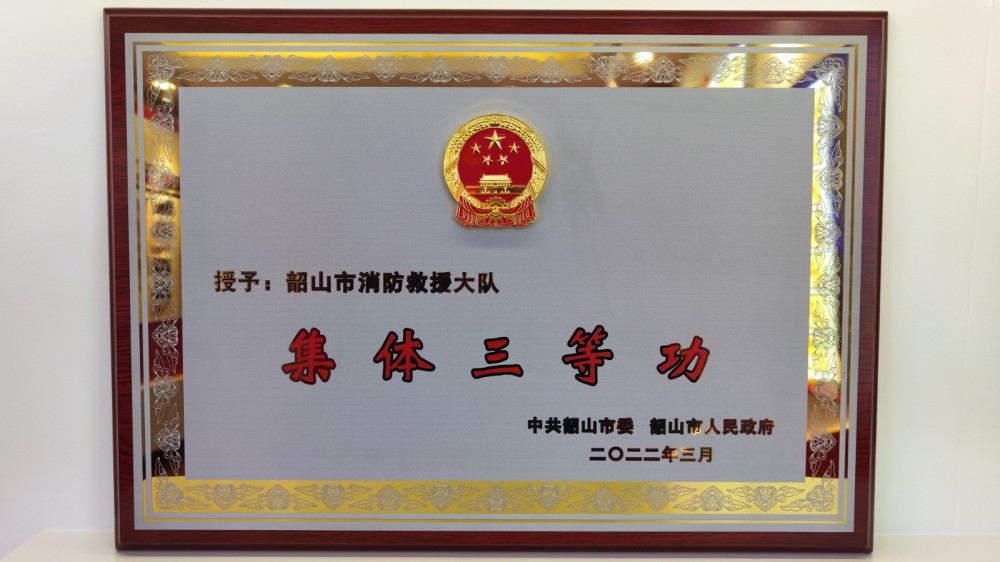 授予：韶山市消防救援大队
集体三等功
中共韶山市委 韶山市人民政府
二〇二二年三月